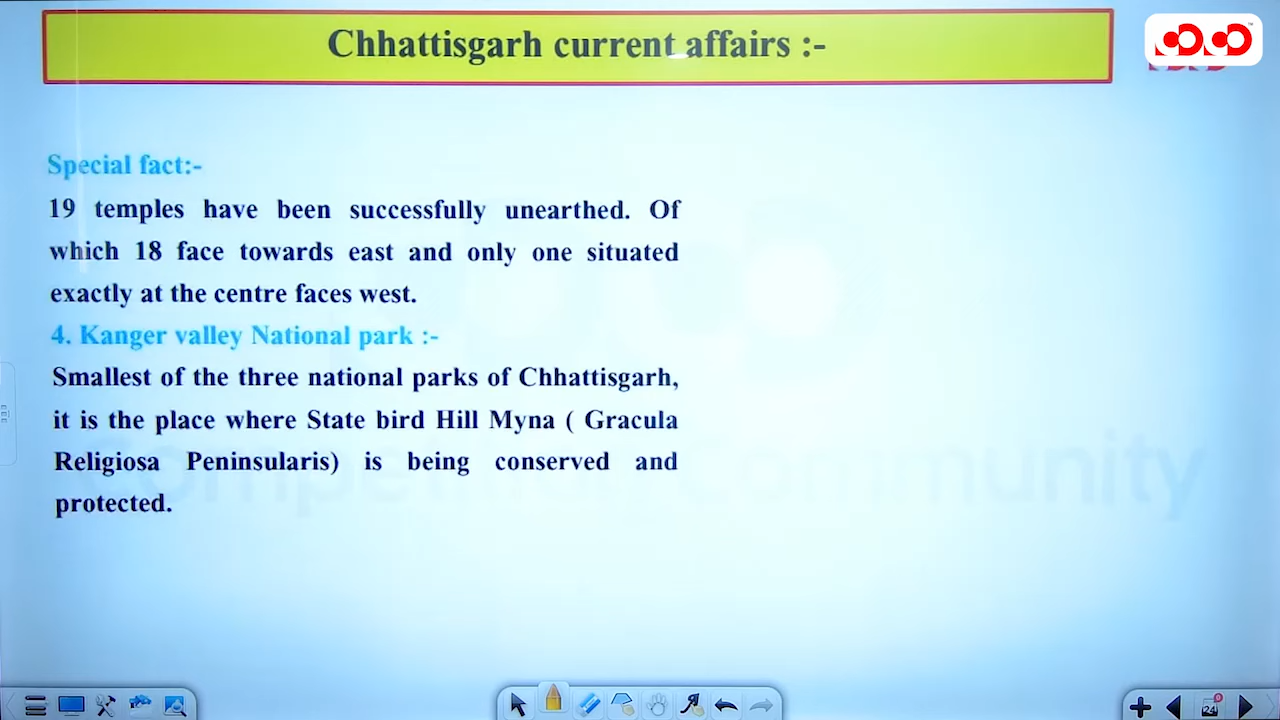 Chhattisgarh current affairs :-
Special fact:-
19 temples have been successfully unearthed. Of
which 18 face towards east and only one situated
exactly at the centre faces west.
4. Kanger valley National park :-
Smallest of the three national parks of Chhattisgarh,
it is the place where State bird Hill Myna ( Gracula
Religiosa Peninsularis) is being conserved and
protected.
Competition Community
24